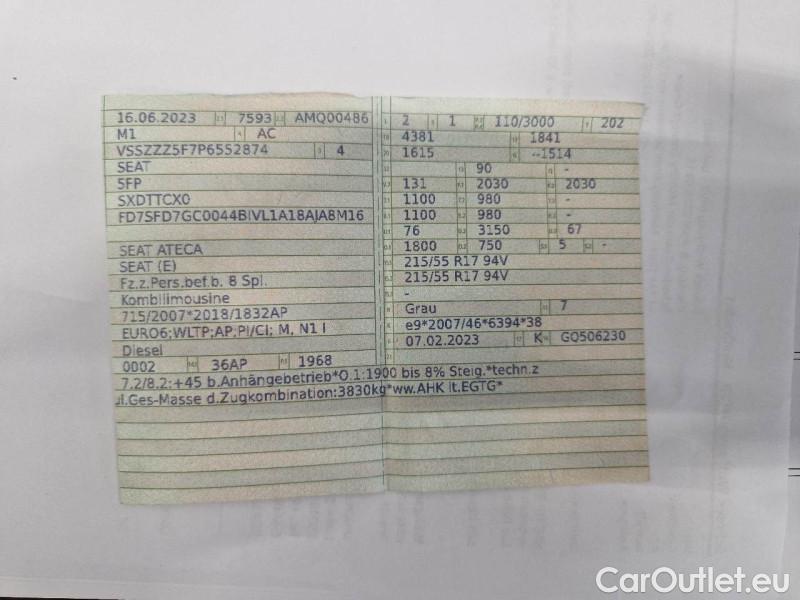 16.06.2023 7593 AMQ00486
M1 AC
VSSZZZ5F7P6552874 4
SEAT
5FP
SXDTTCX0
FD7SFD7GC0044BIVL1A18AJA8M16
SEAT ATECA
SEAT (E)
Fz.z.Pers.bef.b. 8 Spl.
Kombilimousine
715/2007*2018/1832AP
EURO6;WLTP;AP;PI/CI; M, N1 I
Diesel
0002 36AP 1968
7.2/8.2:+45 b.Anhängebetrieb*O.1:1900 bis 8% Steig.*techn.z
ul.Ges-Masse d.Zugkombination:3830kg*ww.AHK lt.EGTG*
2 1 110/3000 202
4381 1841
1615 --1514
90 -
131 2030 2030
1100 980 -
1100 980 -
76 3150 67
1800 750 5 -
215/55 R17 94V
215/55 R17 94V
-
Grau 7
e9*2007/46*6394*38
07.02.2023 K GQ506230
CarOutlet.eu